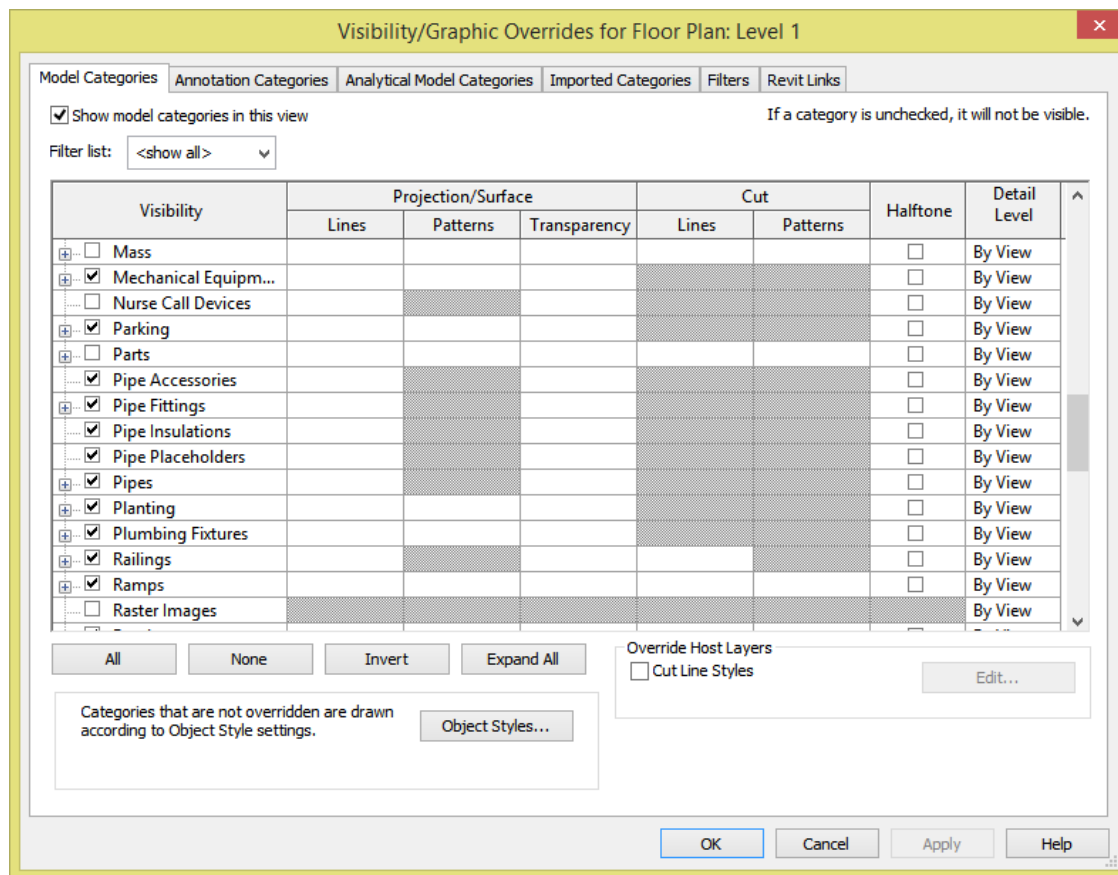 Visibility/Graphic Overrides for Floor Plan: Level 1
Model Categories Annotation Categories Analytical Model Categories Imported Categories Filters Revit Links
Show model categories in this view
If a category is unchecked, it will not be visible.
Filter list: <show all>
Visibility Projection/Surface Cut Halftone Detail Level
Lines Patterns Transparency Lines Patterns
Mass By View
Mechanical Equipm... By View
Nurse Call Devices By View
Parking By View
Parts By View
Pipe Accessories By View
Pipe Fittings By View
Pipe Insulations By View
Pipe Placeholders By View
Pipes By View
Planting By View
Plumbing Fixtures By View
Railings By View
Ramps By View
Raster Images By View
All None Invert Expand All
Override Host Layers
Cut Line Styles
Edit...
Categories that are not overridden are drawn
according to Object Style settings.
Object Styles...
OK Cancel Apply Help